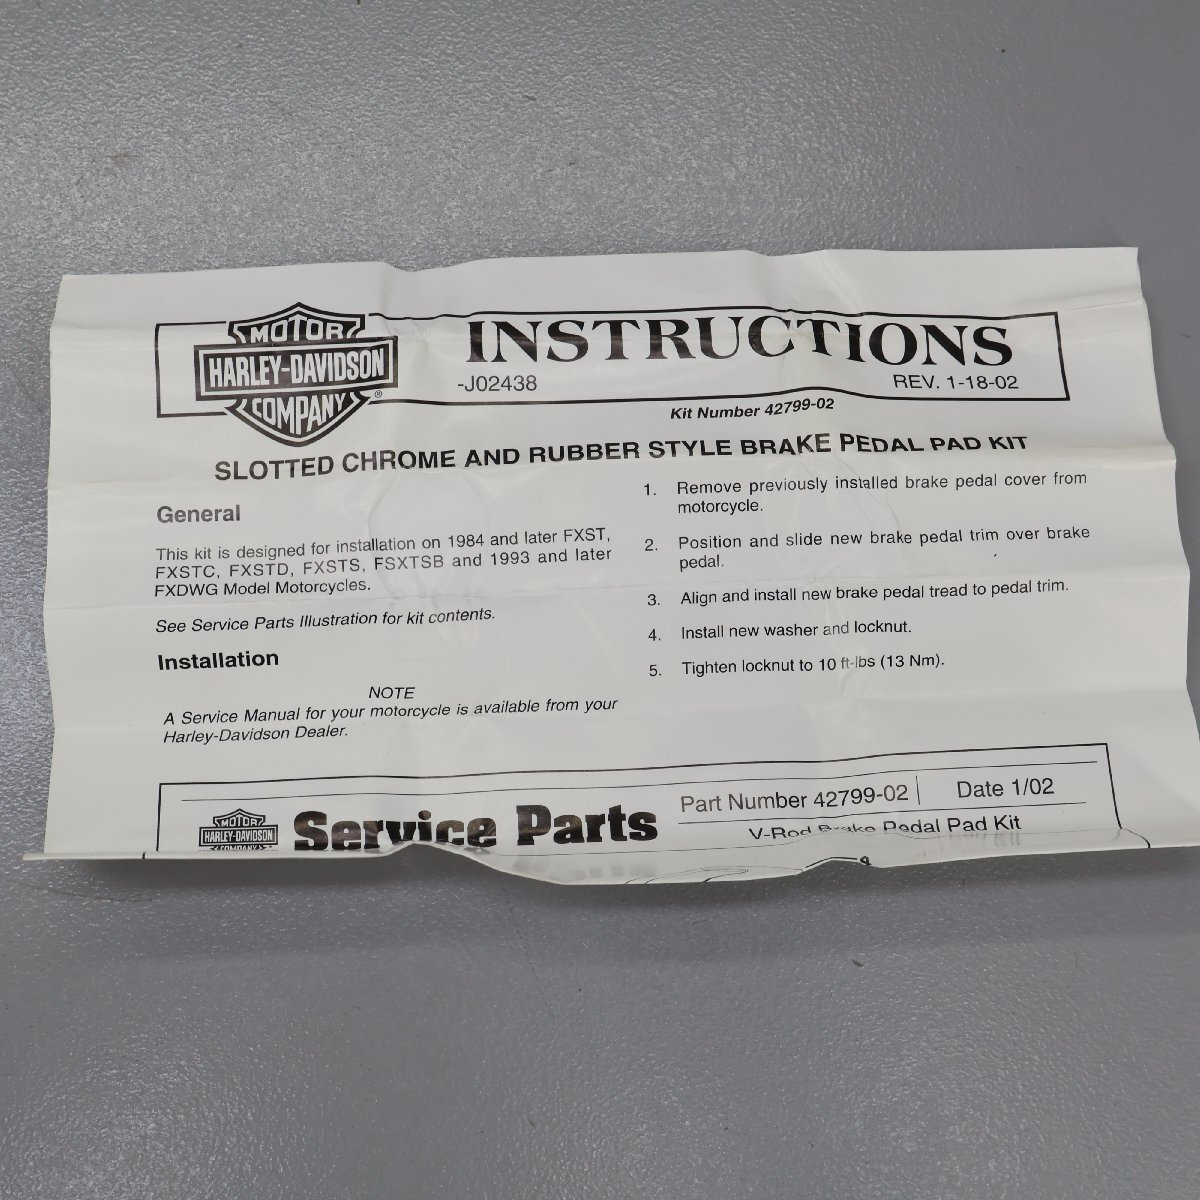 MOTOR
HARLEY-DAVIDSON
COMPANY
®
INSTRUCTIONS
-J02438
REV. 1-18-02
Kit Number 42799-02
SLOTTED CHROME AND RUBBER STYLE BRAKE PEDAL PAD KIT
General
This kit is designed for installation on 1984 and later FXST,
FXSTC, FXSTD, FXSTS, FSXTSB and 1993 and later
FXDWG Model Motorcycles.
See Service Parts Illustration for kit contents.
Installation
NOTE
A Service Manual for your motorcycle is available from your
Harley-Davidson Dealer.
1. Remove previously installed brake pedal cover from
motorcycle.
2. Position and slide new brake pedal trim over brake
pedal.
3. Align and install new brake pedal tread to pedal trim.
4. Install new washer and locknut.
5. Tighten locknut to 10 ft-lbs (13 Nm).
MOTOR
HARLEY-DAVIDSON
COMPANY
Service Parts
Part Number 42799-02
Date 1/02
V-Rod Brake Pedal Pad Kit